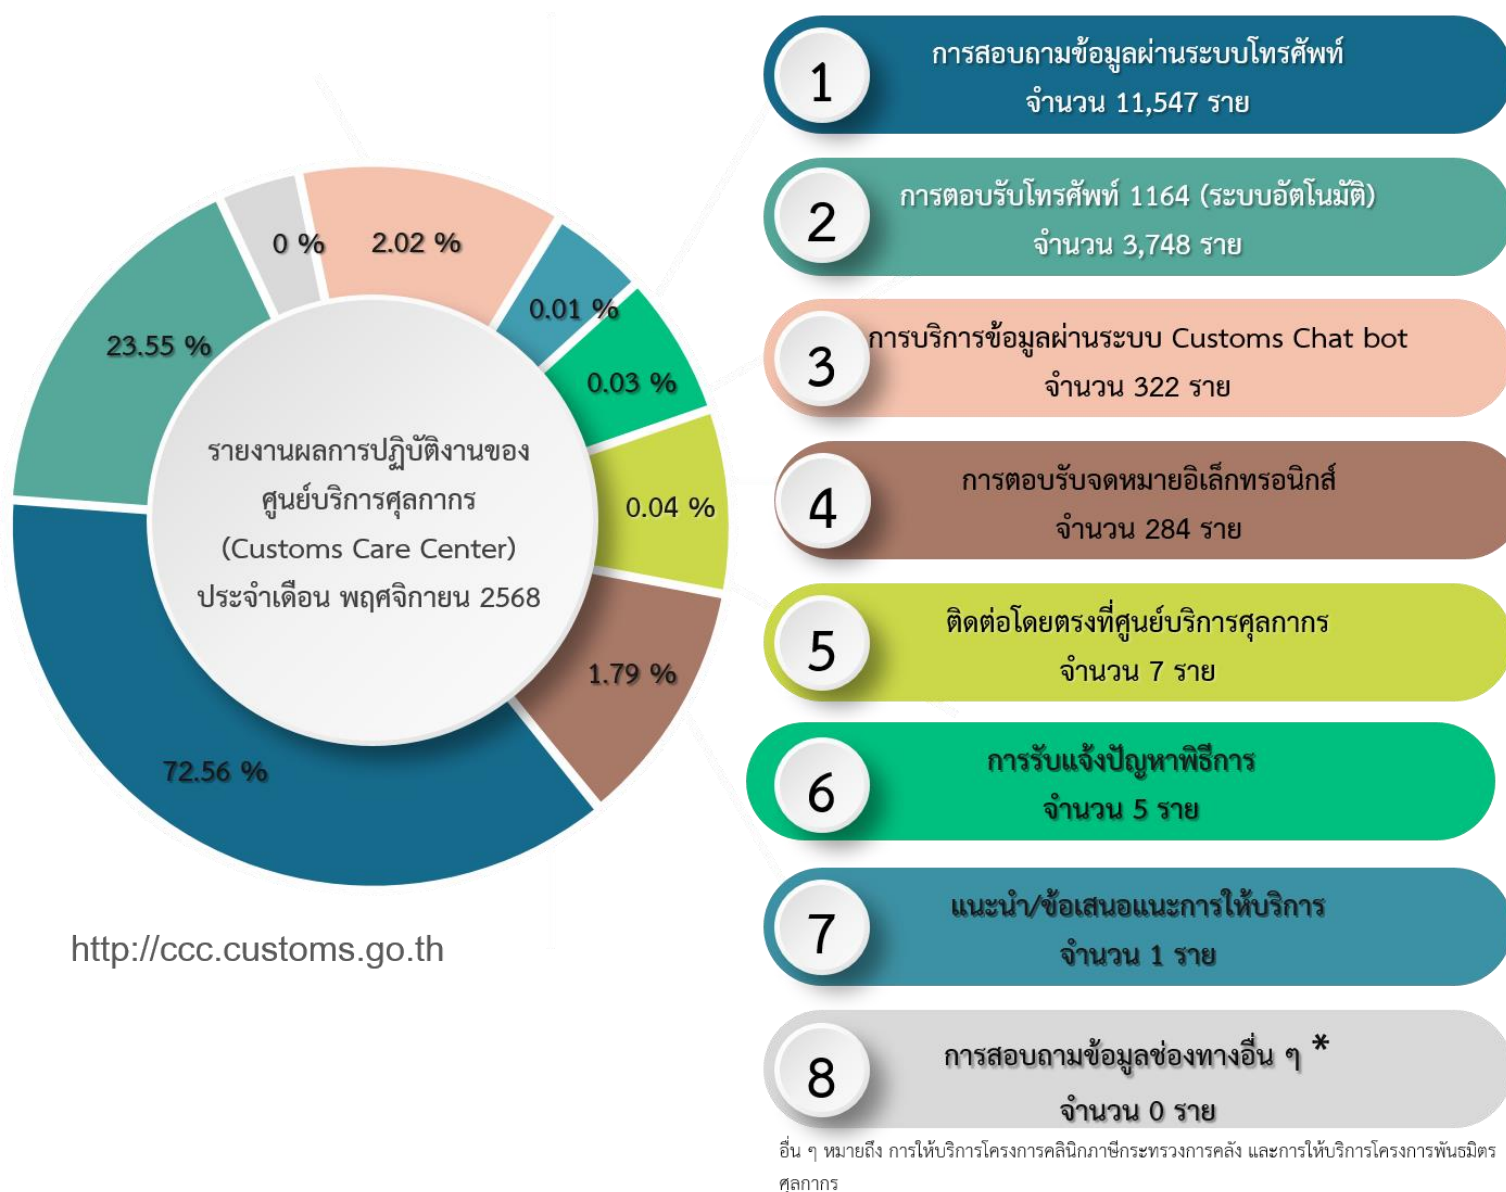 0 %
2.02 %
0.01 %
0.03 %
23.55 %
0.04 %
1.79 %
72.56 %
รายงานผลการปฏิบัติงานของ
ศูนย์บริการศุลกากร
(Customs Care Center)
ประจำเดือน พฤศจิกายน 2568
http://ccc.customs.go.th
1
การสอบถามข้อมูลผ่านระบบโทรศัพท์
จำนวน 11,547 ราย
2
การตอบรับโทรศัพท์ 1164 (ระบบอัตโนมัติ)
จำนวน 3,748 ราย
3
การบริการข้อมูลผ่านระบบ Customs Chat bot
จำนวน 322 ราย
4
การตอบรับจดหมายอิเล็กทรอนิกส์
จำนวน 284 ราย
5
ติดต่อโดยตรงที่ศูนย์บริการศุลกากร
จำนวน 7 ราย
6
การรับแจ้งปัญหาพิธีการ
จำนวน 5 ราย
7
แนะนำ/ข้อเสนอแนะการให้บริการ
จำนวน 1 ราย
8
การสอบถามข้อมูลช่องทางอื่น ๆ *
จำนวน 0 ราย
อื่น ๆ หมายถึง การให้บริการโครงการคลินิกภาษีกระทรวงการคลัง และการให้บริการโครงการพันธมิตร
ศุลกากร